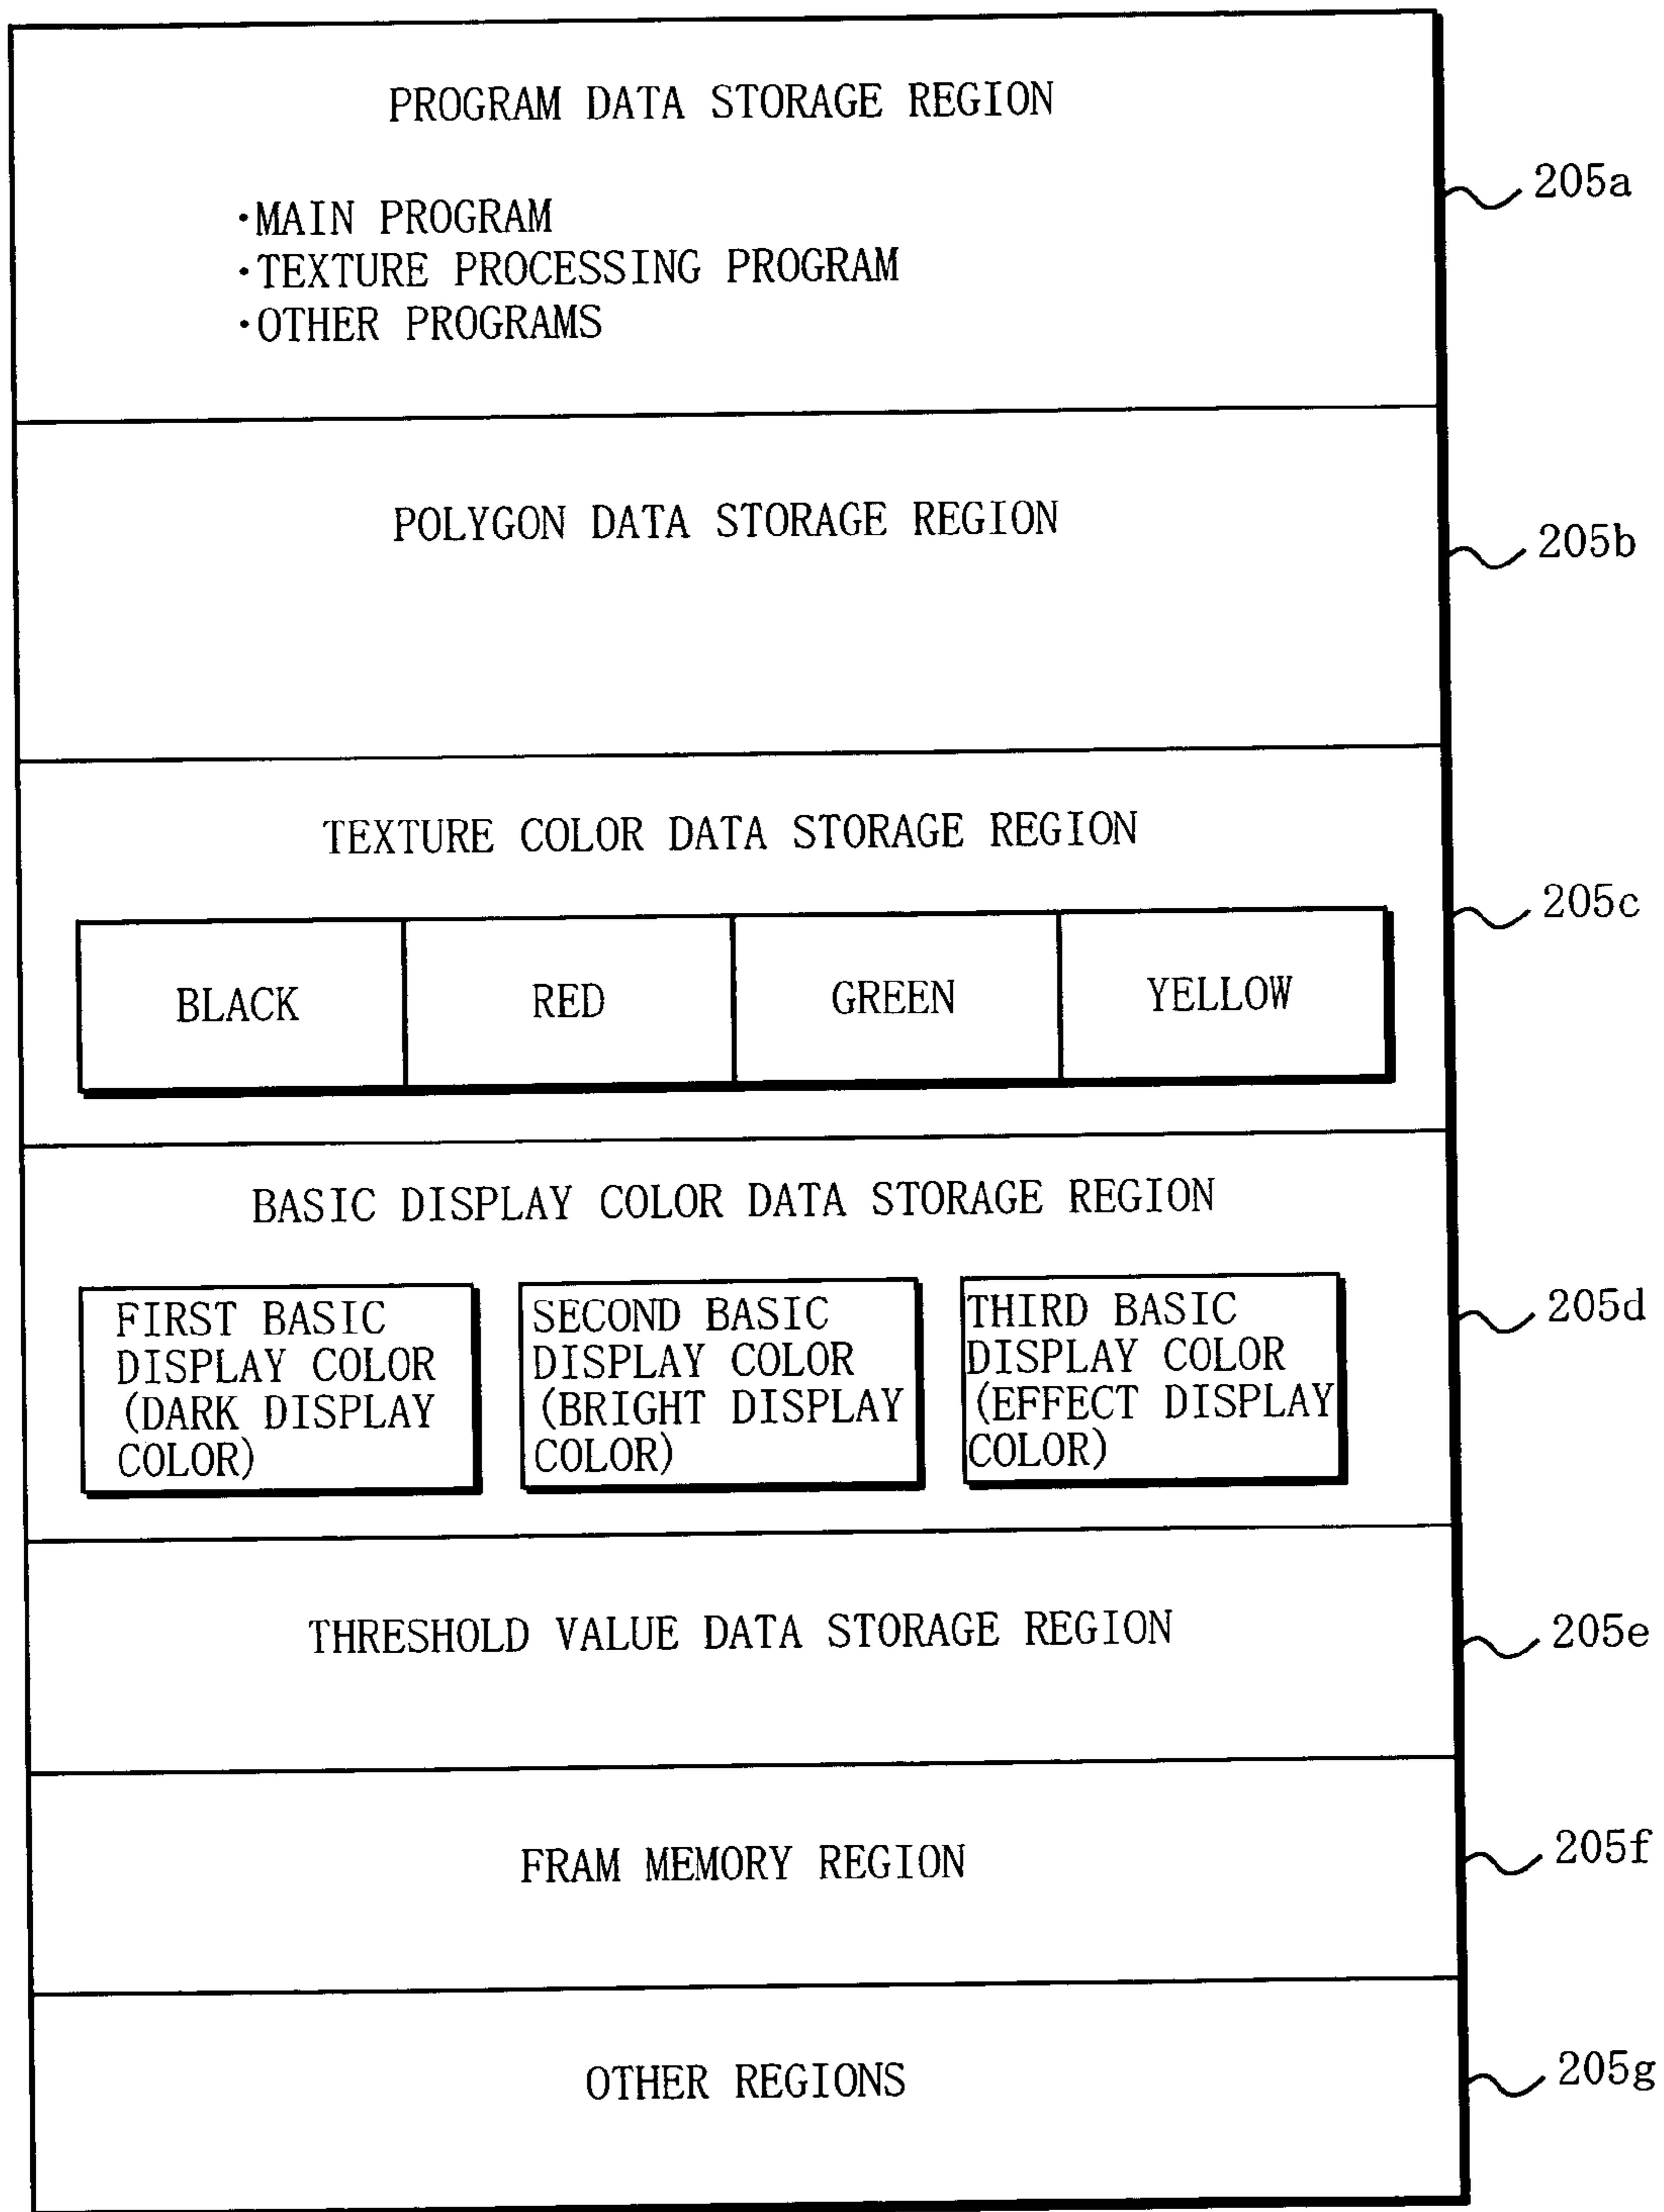 PROGRAM DATA STORAGE REGION
205a
·MAIN PROGRAM
·TEXTURE PROCESSING PROGRAM
·OTHER PROGRAMS
POLYGON DATA STORAGE REGION
205b
TEXTURE COLOR DATA STORAGE REGION
205c
BLACK
RED
GREEN
YELLOW
BASIC DISPLAY COLOR DATA STORAGE REGION
205d
FIRST BASIC
DISPLAY COLOR
(DARK DISPLAY
COLOR)
SECOND BASIC
DISPLAY COLOR
(BRIGHT DISPLAY
COLOR)
THIRD BASIC
DISPLAY COLOR
(EFFECT DISPLAY
COLOR)
THRESHOLD VALUE DATA STORAGE REGION
205e
FRAM MEMORY REGION
205f
OTHER REGIONS
205g